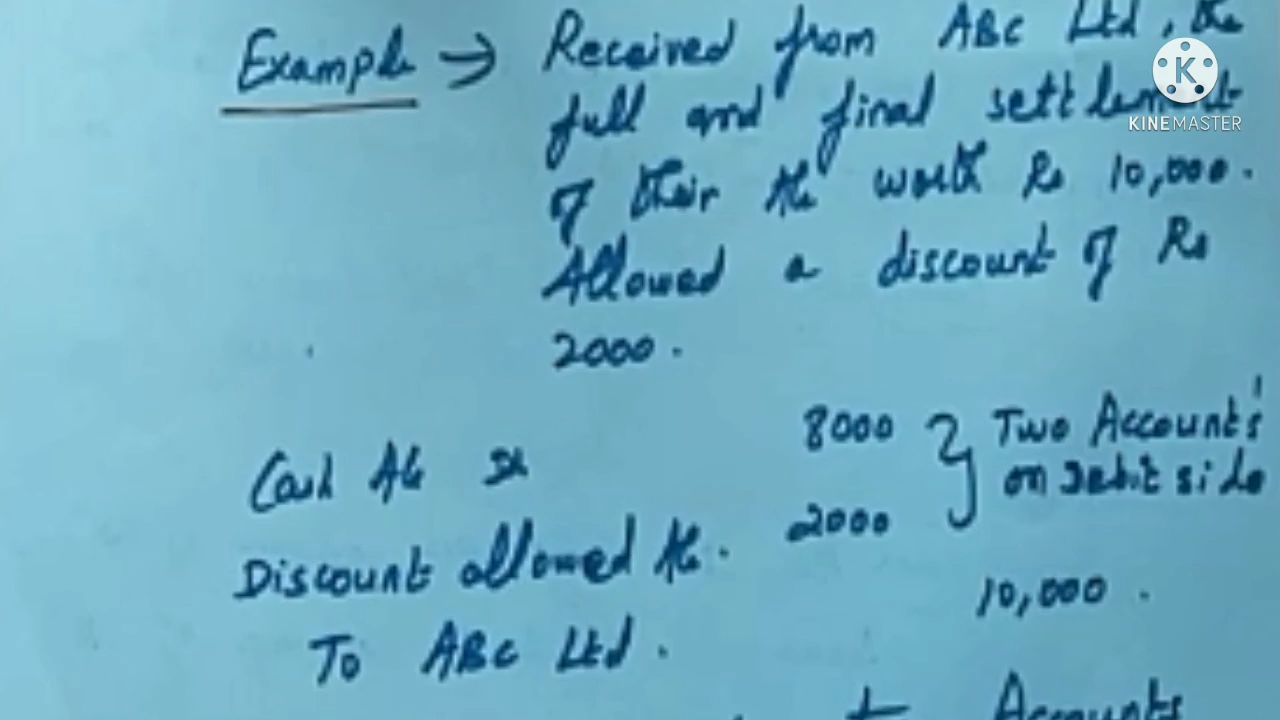 Example → Received from ABC Ltd, the
full and final settlement
of their A/c worth Rs 10,000.
Allowed a discount of Rs
2000.
Cash A/c Dr 8000 } Two Accounts'
on Debit side
Discount allowed A/c. 2000
10,000.
To ABC Ltd.
Accounts
K
KINEMASTER